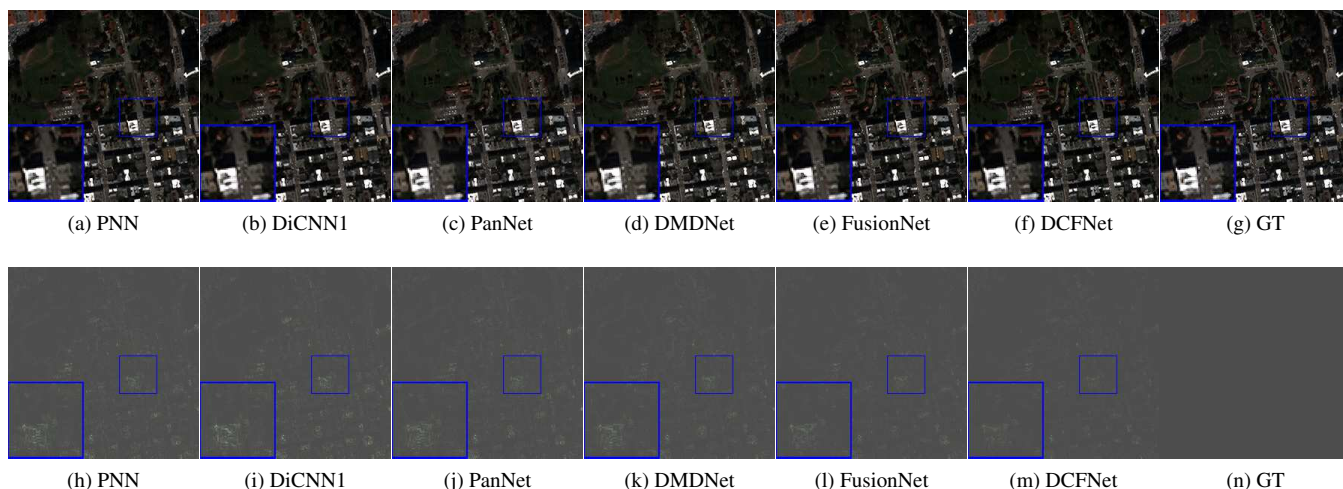 (a) PNN (b) DiCNN1 (c) PanNet (d) DMDNet (e) FusionNet (f) DCFNet (g) GT
(h) PNN (i) DiCNN1 (j) PanNet (k) DMDNet (l) FusionNet (m) DCFNet (n) GT